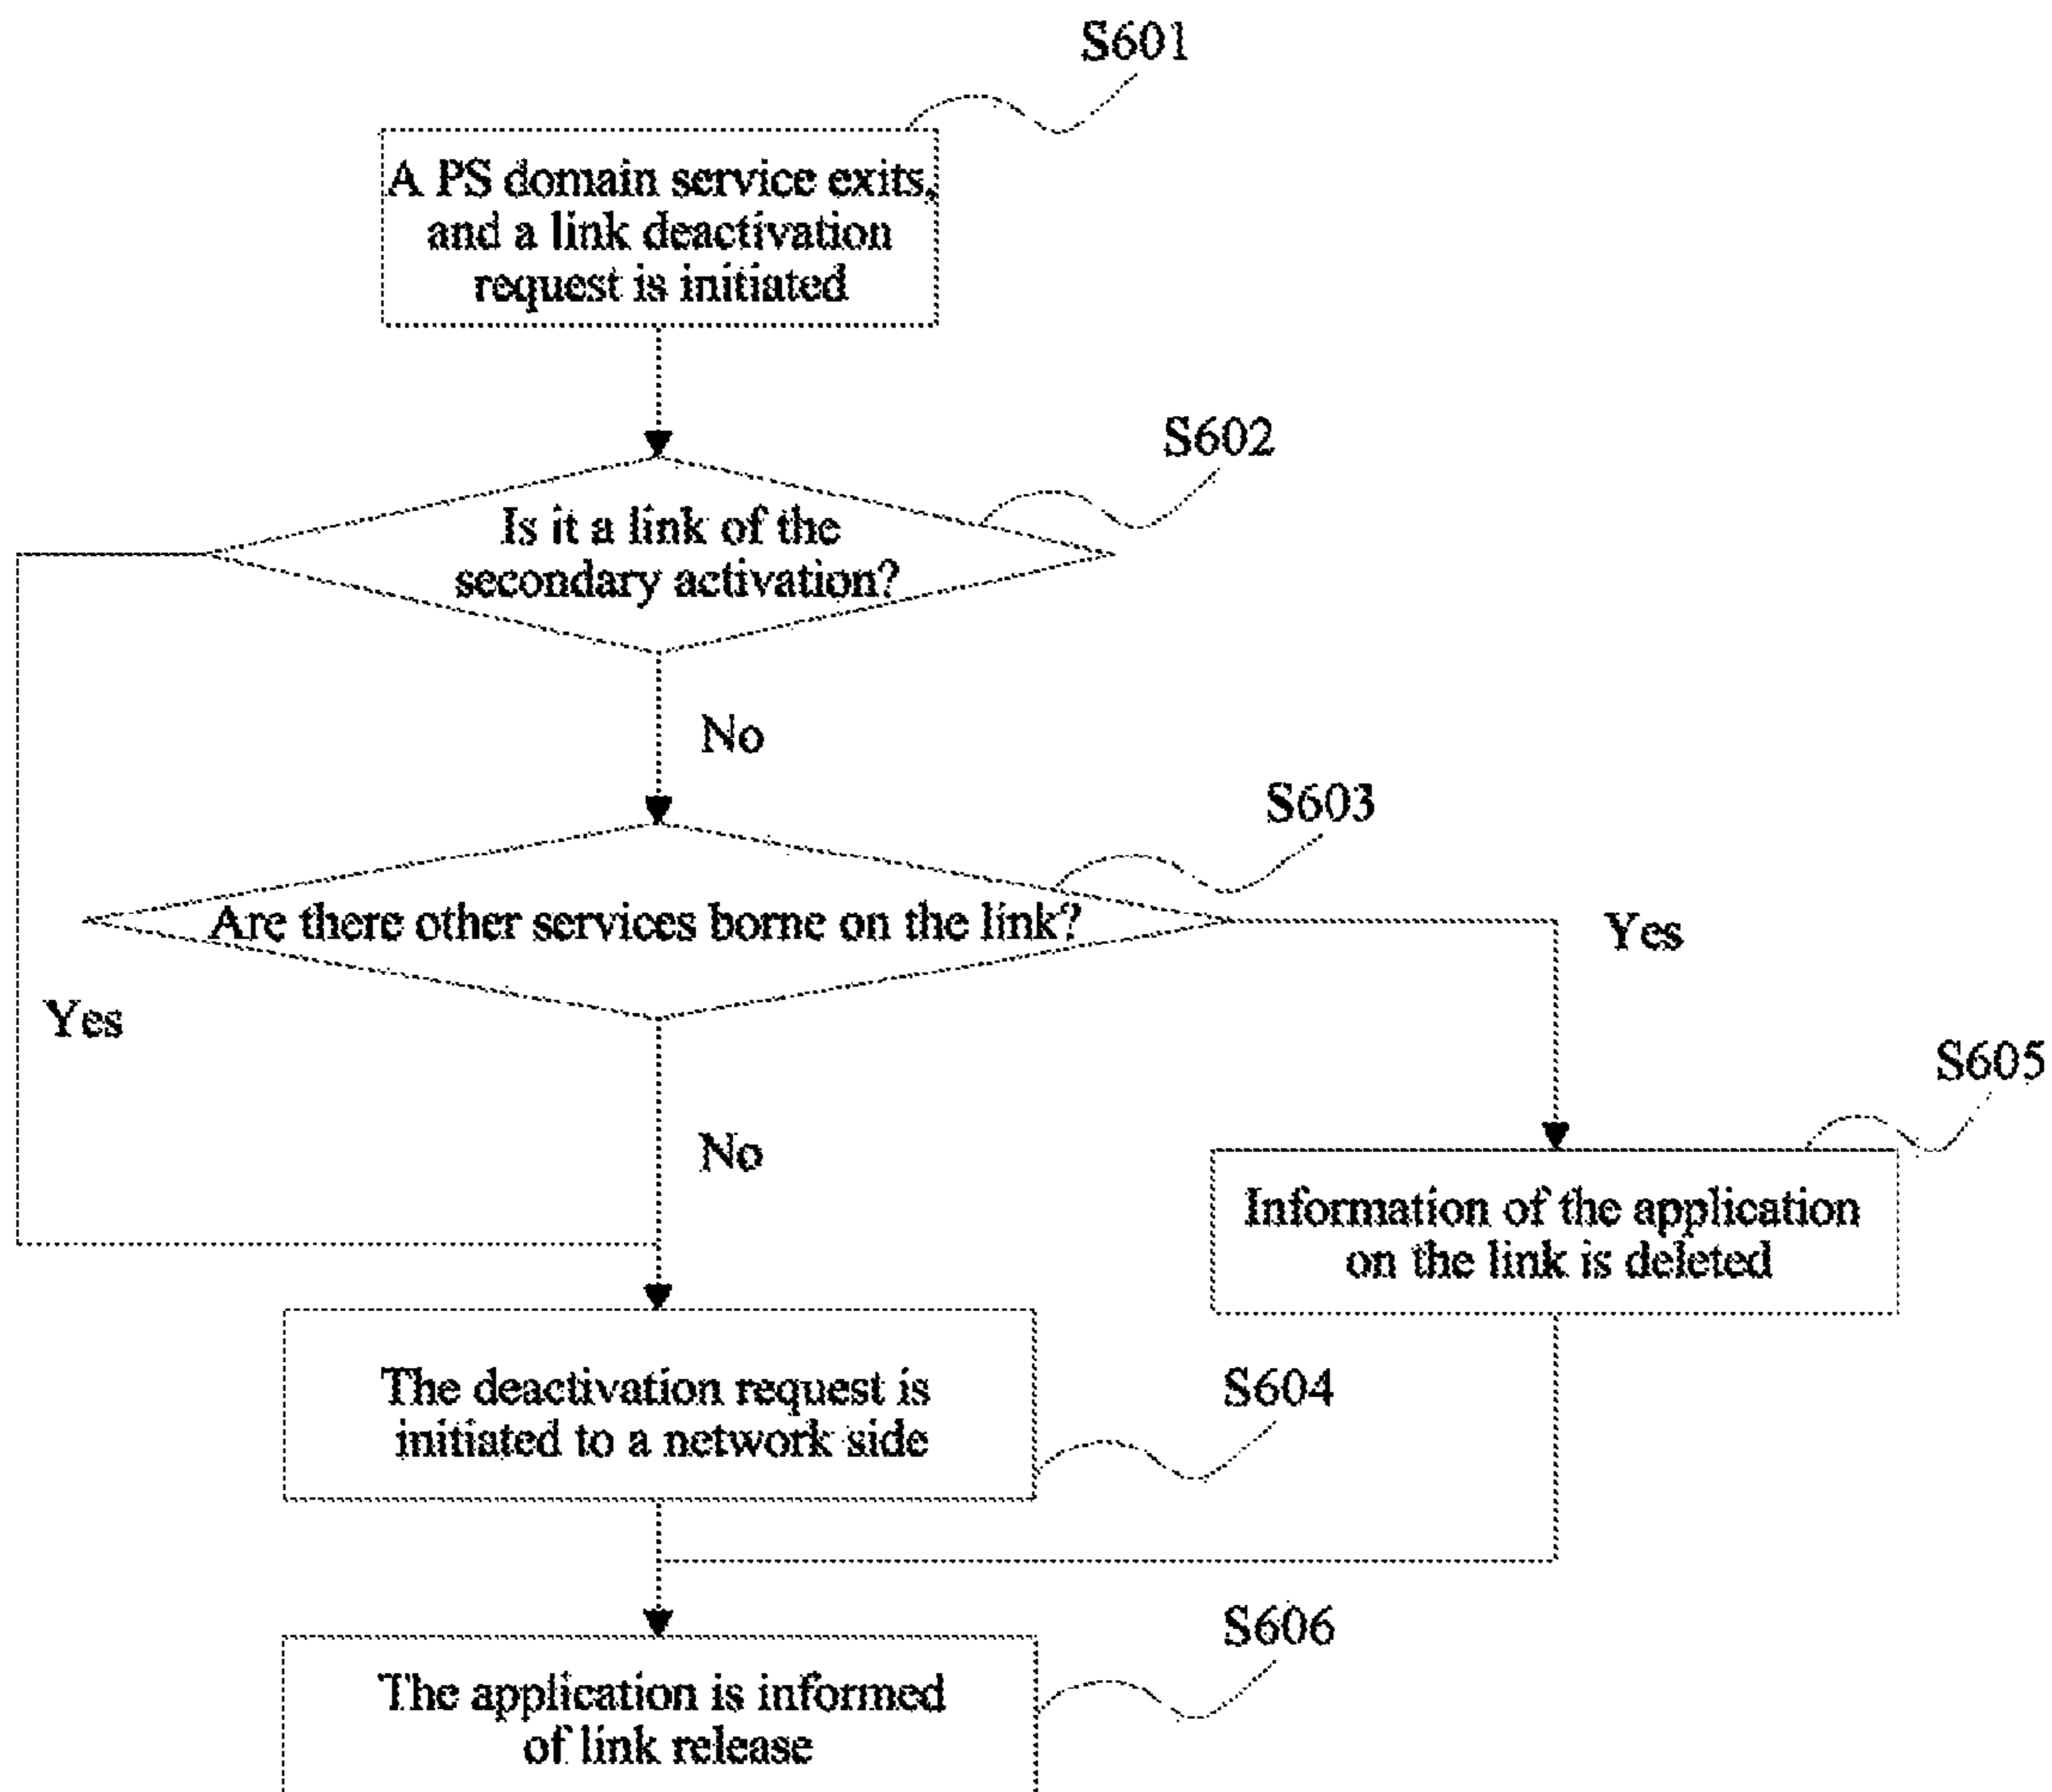 S601
A PS domain service exits,
and a link deactivation
request is initiated
S602
Is it a link of the
secondary activation?
No
S603
Are there other services borne on the link?
Yes
Yes
No
S605
Information of the application
on the link is deleted
The deactivation request is
initiated to a network side
S604
S606
The application is informed
of link release